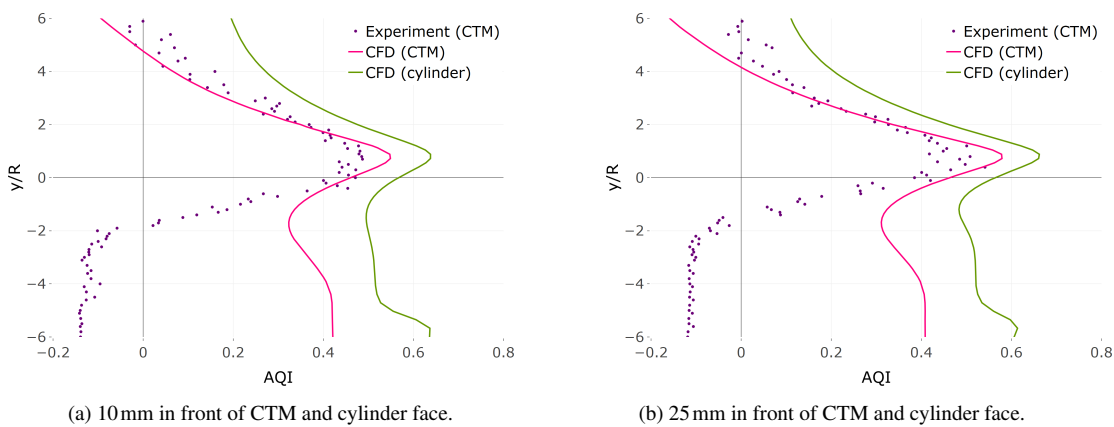 6
4
2
0
−2
−4
−6
−0.2
0
0.2
0.4
0.6
0.8
y/R
AQI
Experiment (CTM)
CFD (CTM)
CFD (cylinder)
(a) 10 mm in front of CTM and cylinder face.
6
4
2
0
−2
−4
−6
−0.2
0
0.2
0.4
0.6
0.8
y/R
AQI
Experiment (CTM)
CFD (CTM)
CFD (cylinder)
(b) 25 mm in front of CTM and cylinder face.